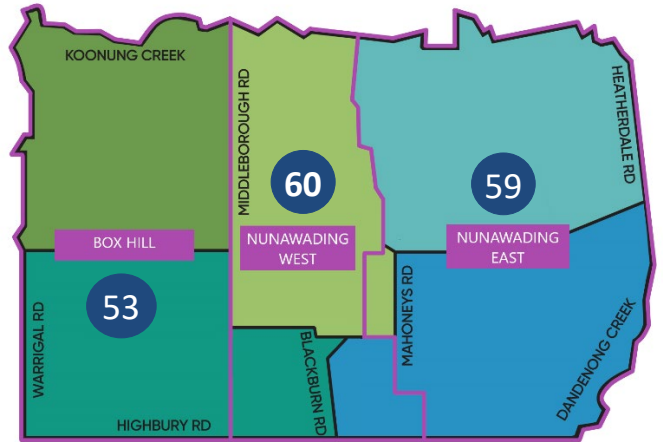 KOONUNG CREEK
MIDDLEBOROUGH RD
HEATHERDALE RD
60
59
BOX HILL
NUNAWADING
WEST
NUNAWADING
EAST
53
WARRIGAL RD
MAHONEYS RD
BLACKBURN RD
DANDENONG CREEK
HIGHBURY RD